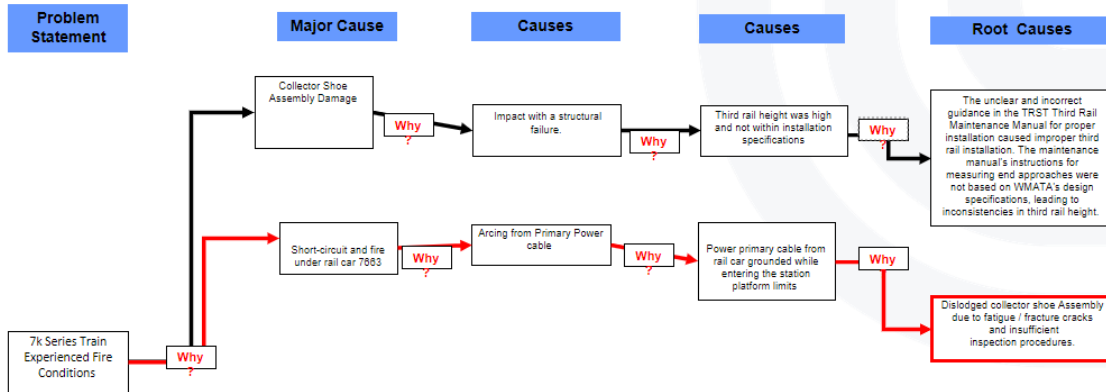 Problem
Statement
Major Cause
Causes
Causes
Root Causes
Collector Shoe
Assembly Damage
Why
?
Impact with a structural
failure.
Why
?
Third rail height was high
and not within installation
specifications
Why
?
The unclear and incorrect
guidance in the TRST Third Rail
Maintenance Manual for proper
installation caused improper third
rail installation. The maintenance
manual's instructions for
measuring end approaches were
not based on WMATA's design
specifications, leading to
inconsistencies in third rail height.
Short-circuit and fire
under rail car 7663
Why
?
Arcing from Primary Power
cable
Why
?
Power primary cable from
rail car grounded while
entering the station
platform limits
Why
?
Dislodged collector shoe Assembly
due to fatigue / fracture cracks
and insufficient
inspection procedures.
7k Series Train
Experienced Fire
Conditions
Why
?